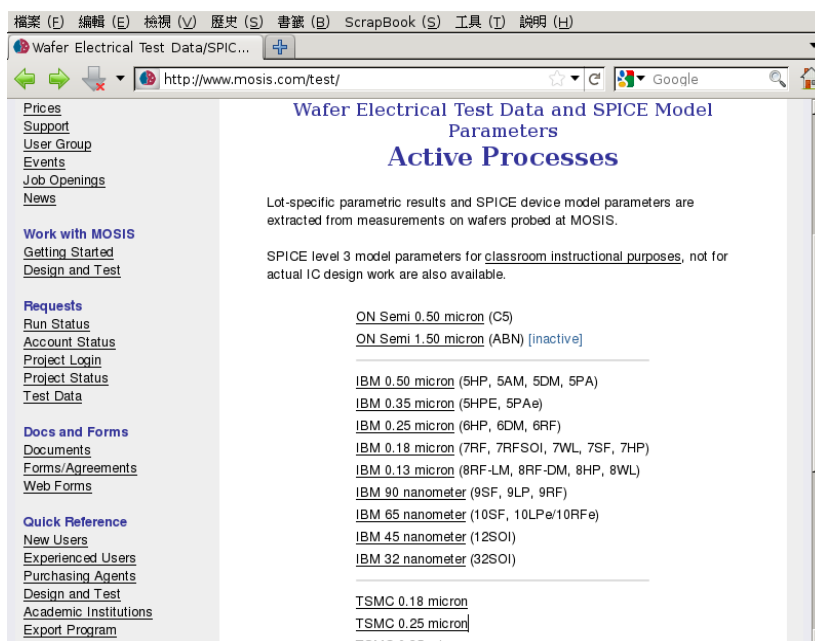 檔案 (F) 編輯 (E) 檢視 (V) 歷史 (S) 書籤 (B) ScrapBook (S) 工具 (T) 説明 (H)
Wafer Electrical Test Data/SPIC...
http://www.mosis.com/test/
Google
Prices
Support
User Group
Events
Job Openings
News
Work with MOSIS
Getting Started
Design and Test
Requests
Run Status
Account Status
Project Login
Project Status
Test Data
Docs and Forms
Documents
Forms/Agreements
Web Forms
Quick Reference
New Users
Experienced Users
Purchasing Agents
Design and Test
Academic Institutions
Export Program
Wafer Electrical Test Data and SPICE Model
Parameters
Active Processes
Lot-specific parametric results and SPICE device model parameters are
extracted from measurements on wafers probed at MOSIS.
SPICE level 3 model parameters for classroom instructional purposes, not for
actual IC design work are also available.
ON Semi 0.50 micron (C5)
ON Semi 1.50 micron (ABN) [inactive]
IBM 0.50 micron (5HP, 5AM, 5DM, 5PA)
IBM 0.35 micron (5HPE, 5PAe)
IBM 0.25 micron (6HP, 6DM, 6RF)
IBM 0.18 micron (7RF, 7RFSOI, 7WL, 7SF, 7HP)
IBM 0.13 micron (8RF-LM, 8RF-DM, 8HP, 8WL)
IBM 90 nanometer (9SF, 9LP, 9RF)
IBM 65 nanometer (10SF, 10LPe/10RFe)
IBM 45 nanometer (12SOI)
IBM 32 nanometer (32SOI)
TSMC 0.18 micron
TSMC 0.25 micron